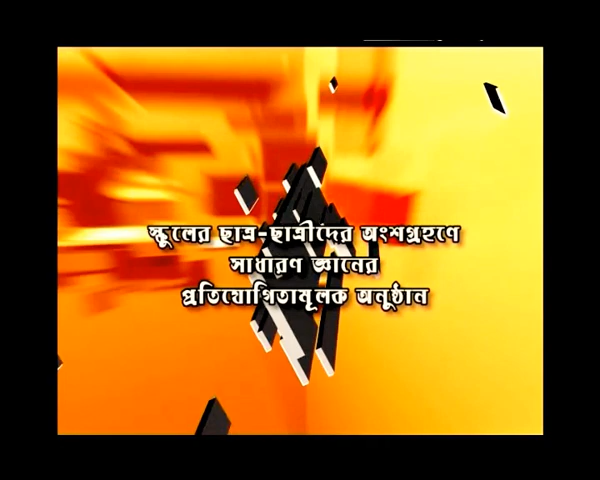 স্কুলের ছাত্র-ছাত্রীদের অংশগ্রহণে
সাধারণ জ্ঞানের
প্রতিযোগিতামূলক অনুষ্ঠান